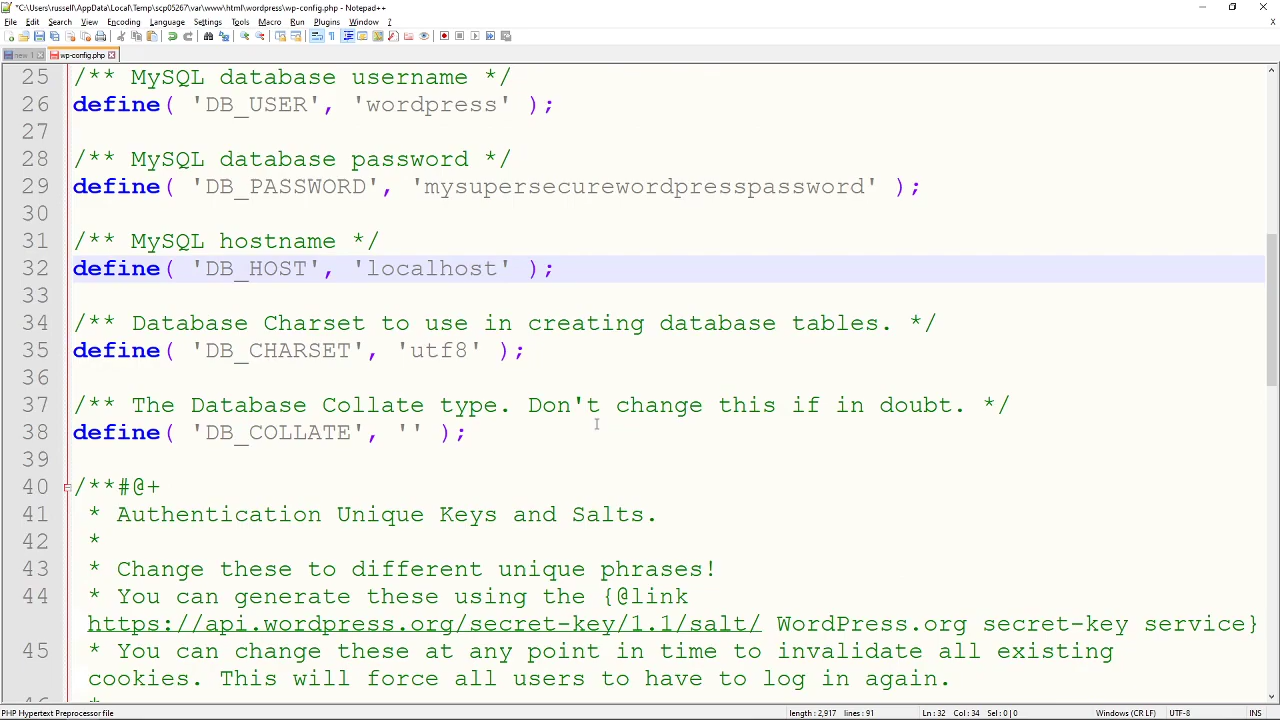 *C:\Users\russell\AppData\Local\Temp\scp05267\var\www\html\wordpress\wp-config.php - Notepad++
File Edit Search View Encoding Language Settings Tools Macro Run Plugins Window ?
X
new 1 wp-config.php
25 /** MySQL database username */
26 define( 'DB_USER', 'wordpress' );
27
28 /** MySQL database password */
29 define( 'DB_PASSWORD', 'mysupersecurewordpresspassword' );
30
31 /** MySQL hostname */
32 define( 'DB_HOST', 'localhost' );
33
34 /** Database Charset to use in creating database tables. */
35 define( 'DB_CHARSET', 'utf8' );
36
37 /** The Database Collate type. Don't change this if in doubt. */
38 define( 'DB_COLLATE', '' );
39
40 /**#@+
41 * Authentication Unique Keys and Salts.
42 *
43 * Change these to different unique phrases!
44 * You can generate these using the {@link
https://api.wordpress.org/secret-key/1.1/salt/ WordPress.org secret-key service}
45 * You can change these at any point in time to invalidate all existing
cookies. This will force all users to have to log in again.
PHP Hypertext Preprocessor file length : 2,917 lines : 91 Ln : 32 Col : 34 Sel : 0 | 0 Windows (CR LF) UTF-8 INS